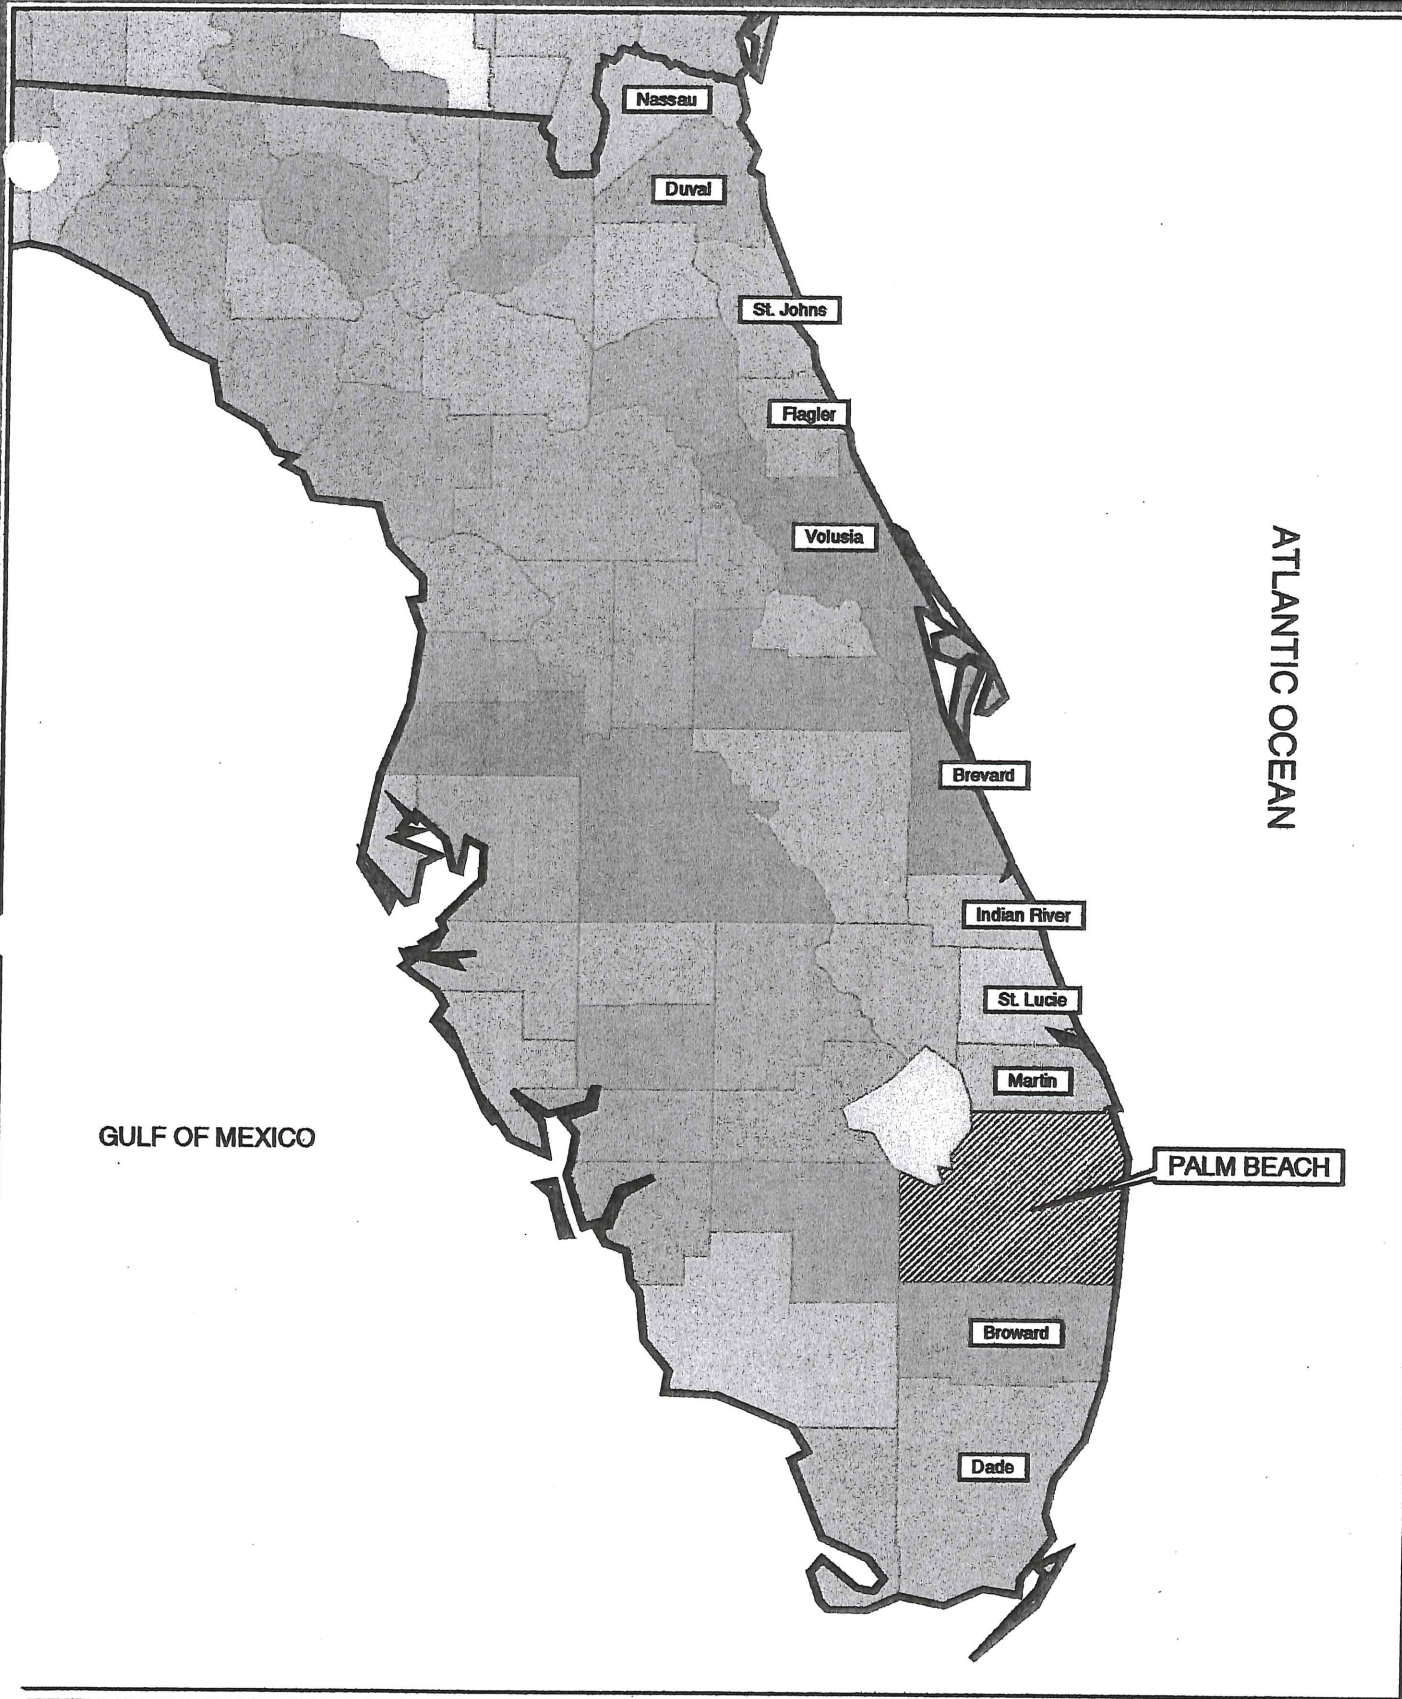 Nassau
Duval
St. Johns
Flagler
Volusia
ATLANTIC OCEAN
Brevard
Indian River
St. Lucie
Martin
GULF OF MEXICO
PALM BEACH
Broward
Dade